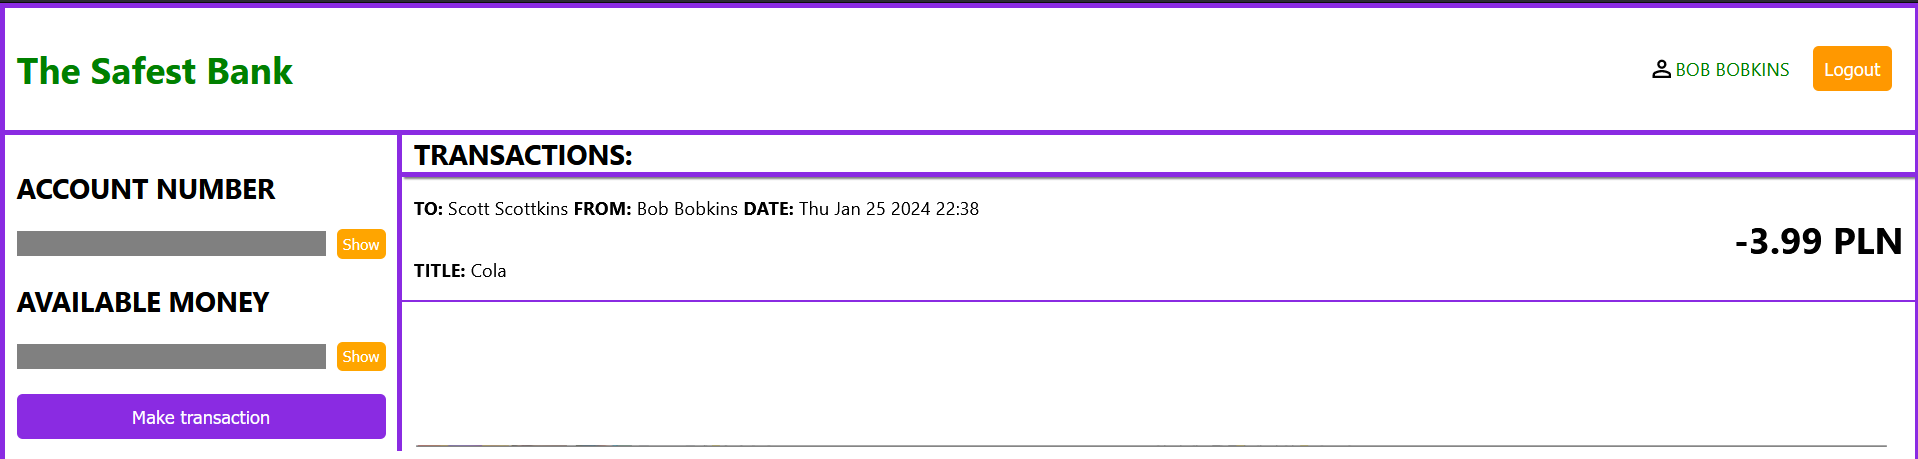 The Safest Bank
BOB BOBKINS
Logout
ACCOUNT NUMBER
Show
AVAILABLE MONEY
Show
Make transaction
TRANSACTIONS:
TO: Scott Scottkins FROM: Bob Bobkins DATE: Thu Jan 25 2024 22:38
-3.99 PLN
TITLE: Cola